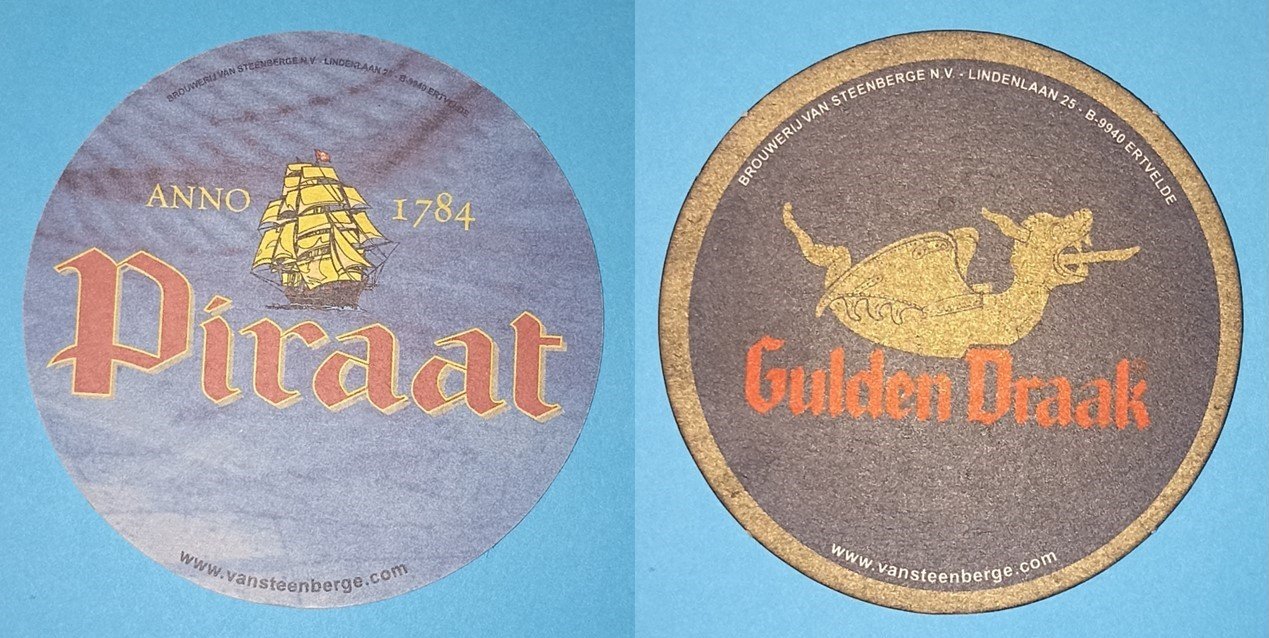 BROUWERIJ VAN STEENBERGE N.V. - LINDENLAAN 25 - B-9940 ERTVELDE
ANNO 1784
Piraat
www.vansteenberge.com
BROUWERIJ VAN STEENBERGE N.V. - LINDENLAAN 25 - B-9940 ERTVELDE
Gulden Draak
www.vansteenberge.com